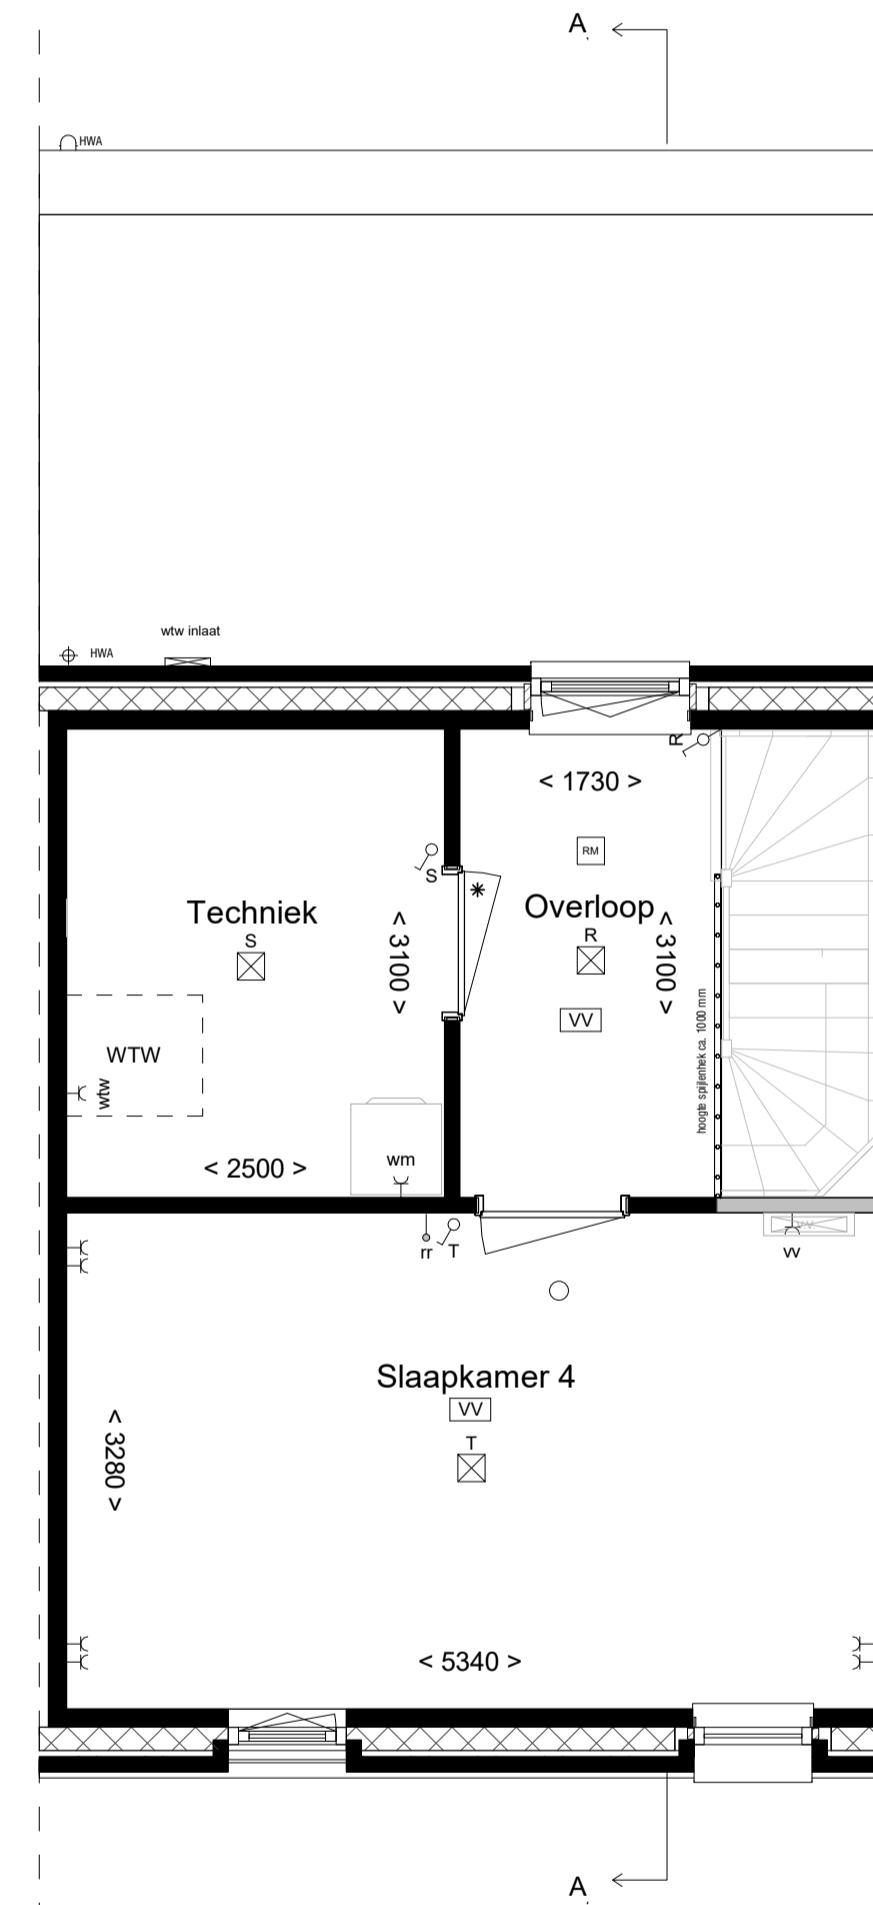 A
HWA
wtw inlaat
HWA
R
< 1730 >
RM
S
Techniek
S
< 3100 >
Overloop
R
< 3100 >
VV
hoogte spijlenhek ca. 1000 mm
WTW
wtw
wm
< 2500 >
rr
T
V.V.
vv
Slaapkamer 4
VV
T
< 3280 >
< 5340 >
A